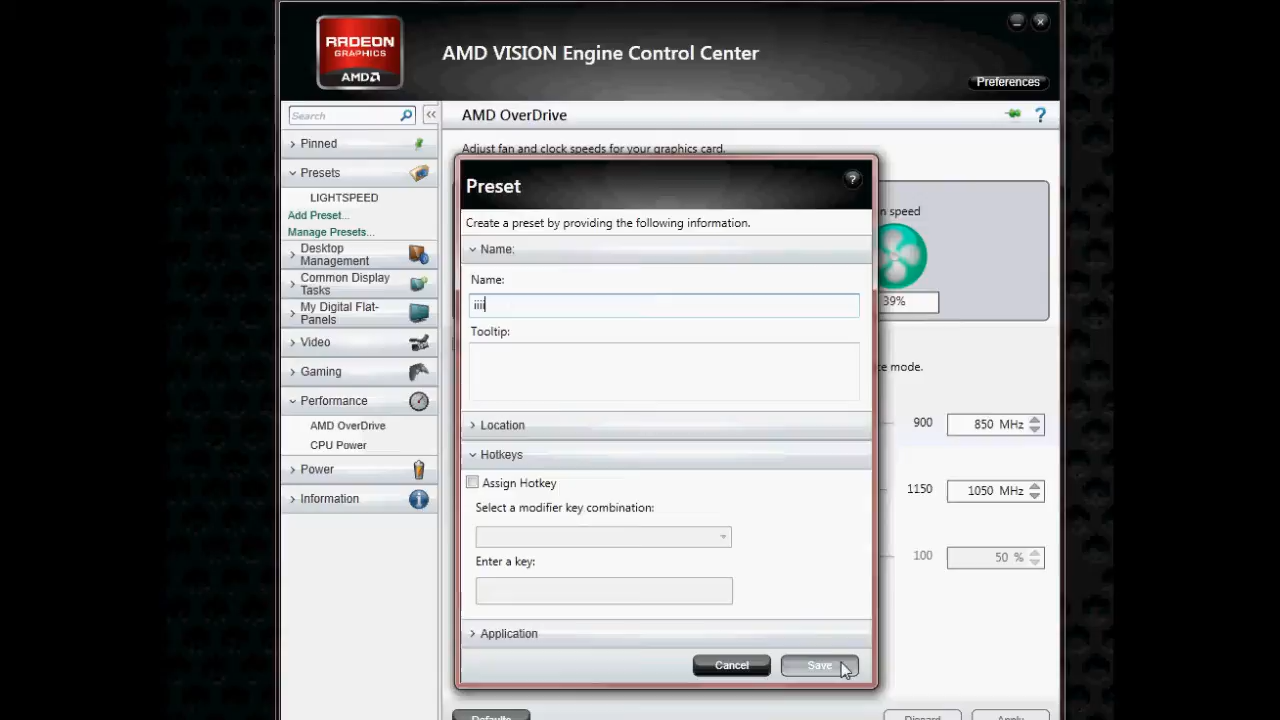 RADEON
GRAPHICS
AMD
AMD VISION Engine Control Center
Preferences
Search
AMD OverDrive
?
Adjust fan and clock speeds for your graphics card.
Pinned
Presets
LIGHTSPEED
Add Preset...
Manage Presets...
Desktop
Management
Common Display
Tasks
My Digital Flat-
Panels
Video
Gaming
Performance
AMD OverDrive
CPU Power
Power
Information
Preset
?
Create a preset by providing the following information.
Name:
Name:
iiii
Tooltip:
Location
Hotkeys
Assign Hotkey
Select a modifier key combination:
Enter a key:
Application
Cancel
Save
n speed
39%
ce mode.
900
850 MHz
1150
1050 MHz
100
50 %
Defaults
Discard
Apply